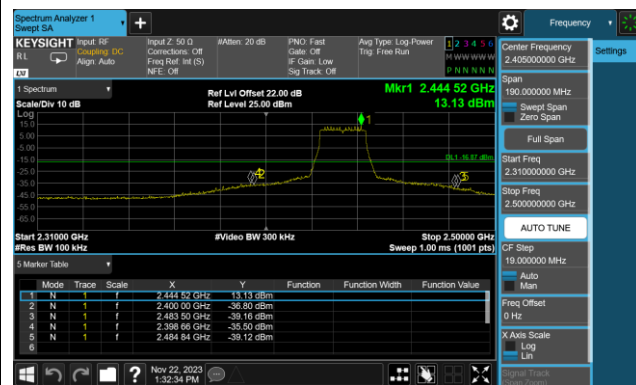 Spectrum Analyzer 1
Swept SA
Frequency
KEYSIGHT
RL
LXI
Input: RF
Coupling: DC
Align: Auto
Input Z: 50 Ω
Corrections: Off
Freq Ref: Int (S)
NFE: Off
#Atten: 20 dB
PNO: Fast
Gate: Off
IF Gain: Low
Sig Track: Off
Avg Type: Log-Power
Trig: Free Run
1 2 3 4 5 6
M W W W W W
P N N N N N
Center Frequency
2.405000000 GHz
Settings
Span
190.000000 MHz
Swept Span
Zero Span
Full Span
Start Freq
2.310000000 GHz
Stop Freq
2.500000000 GHz
AUTO TUNE
CF Step
19.000000 MHz
Auto
Man
Freq Offset
0 Hz
X Axis Scale
Log
Lin
Signal Track
(Span Zoom)
1 Spectrum
Scale/Div 10 dB
Ref Lvl Offset 22.00 dB
Ref Level 25.00 dBm
Mkr1 2.444 52 GHz
13.13 dBm
Log
15.0
5.00
-5.00
-15.0
-25.0
-35.0
-45.0
-55.0
-65.0
1
DL1 -16.87 dBm
Start 2.31000 GHz
#Res BW 100 kHz
#Video BW 300 kHz
Stop 2.50000 GHz
Sweep 1.00 ms (1001 pts)
5 Marker Table
Mode Trace Scale X Y Function Function Width Function Value
1 N 1 f 2.444 52 GHz 13.13 dBm
2 N 1 f 2.400 00 GHz -36.80 dBm
3 N 1 f 2.483 50 GHz -39.16 dBm
4 N 1 f 2.398 66 GHz -35.50 dBm
5 N 1 f 2.484 84 GHz -39.12 dBm
6
?
Nov 22, 2023
1:32:34 PM